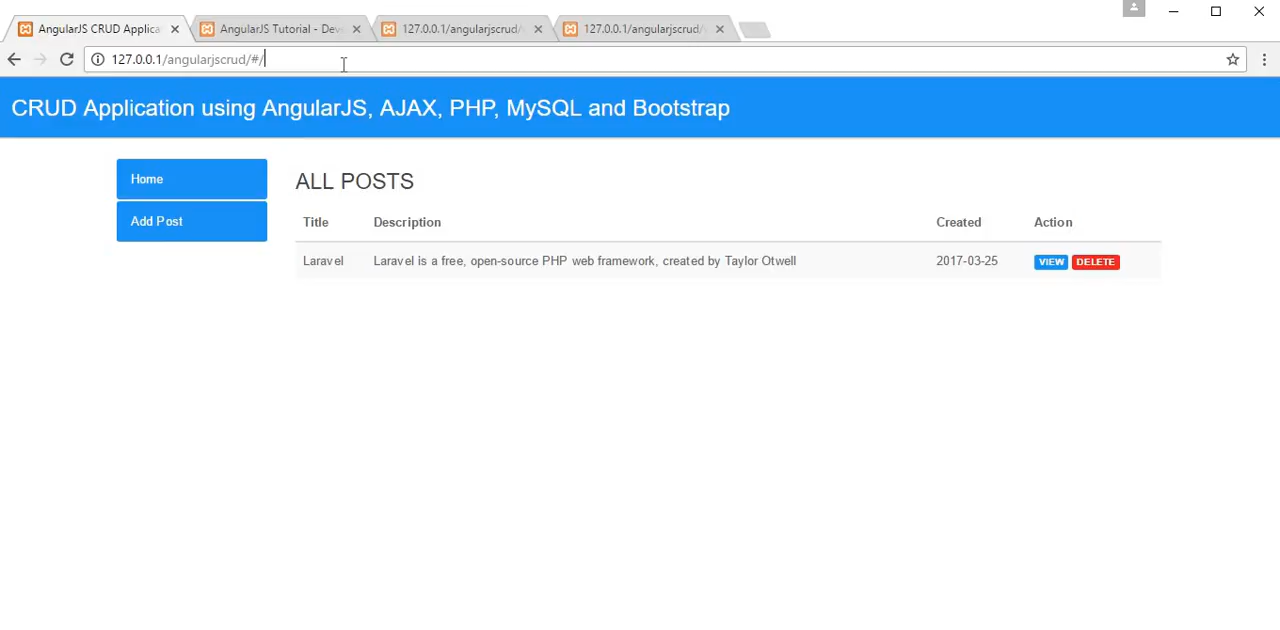 AngularJS CRUD Applica
AngularJS Tutorial - Dev
127.0.0.1/angularjscrud/
127.0.0.1/angularjscrud/
127.0.0.1/angularjscrud/#/
CRUD Application using AngularJS, AJAX, PHP, MySQL and Bootstrap
Home
Add Post
ALL POSTS
Title Description Created Action
Laravel Laravel is a free, open-source PHP web framework, created by Taylor Otwell 2017-03-25 VIEW DELETE